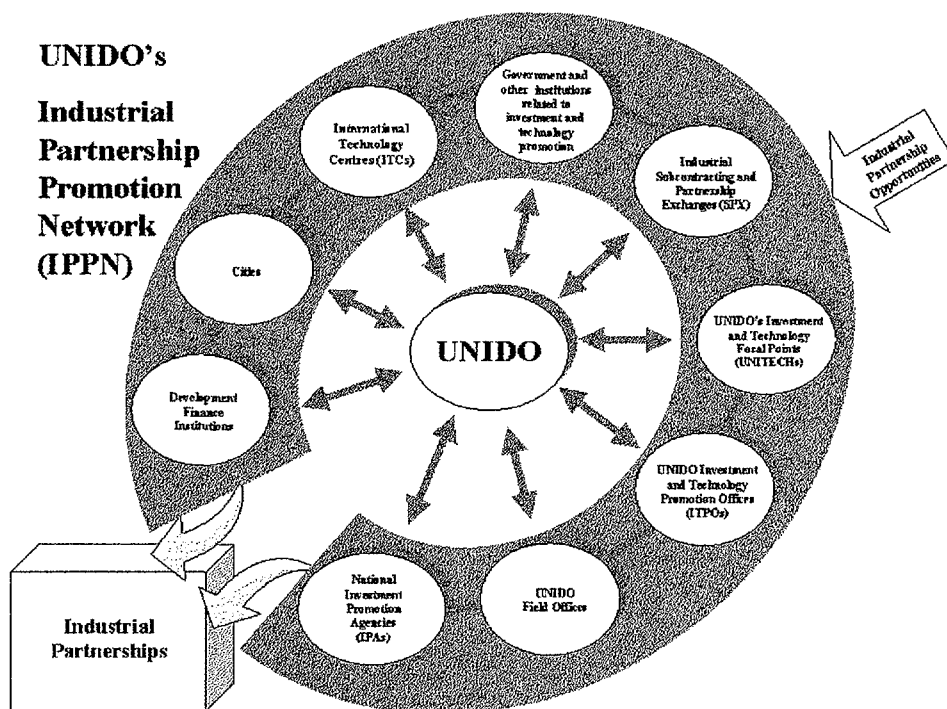 UNIDO's
Industrial
Partnership
Promotion
Network
(IPPN)
Government and
other institutions
related to
investment and
technology
promotion
International
Technology
Centres (ITCs)
Industrial
Subcontracting and
Partnership
Exchanges (SPX)
Industrial
Partnership
Opportunities
Cities
UNIDO
UNIDO's Investment
and Technology
Focal Points
(UNITECHs)
Development
Finance
Institutions
UNIDO Investment
and Technology
Promotion Offices
(ITPOs)
National
Investment
Promotion
Agencies
(IPAs)
UNIDO
Field Offices
Industrial
Partnerships